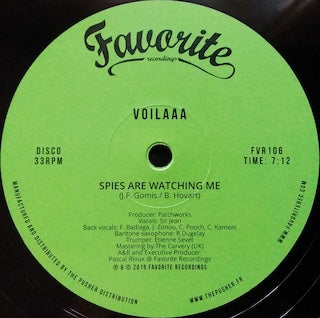 Favorite
recordings
VOILAAA
DISCO
33RPM
FVR106
TIME: 7:12
SPIES ARE WATCHING ME
(J.F. Gomis / B. Hovart)
Producer: Patchworks
Vocals: Sir Jean
Back vocals: F. Badiaga, J. Zonou, C. Pooch, C. Kameni
Baritone saxophone: R.Dugelay
Trumpet: Etienne Sevet
Mastering by The Carvery (UK)
A&R and Executive Producer:
Pascal Rioux @ Favorite Recordings
℗ & © 2015 FAVORITE RECORDINGS
MANUFACTURED AND DISTRIBUTED BY THE PUSHER DISTRIBUTION
WWW.THEPUSHER.FR
WWW.FAVORITEREC.COM